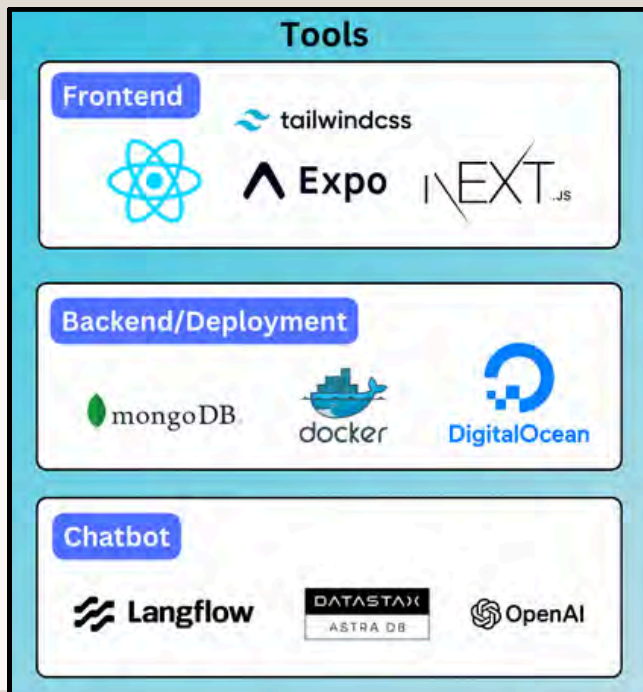 Tools
Frontend
tailwindcss
Expo
NEXT.JS
Backend/Deployment
mongoDB
docker
DigitalOcean
Chatbot
Langflow
DATASTAX
ASTRA DB
OpenAI